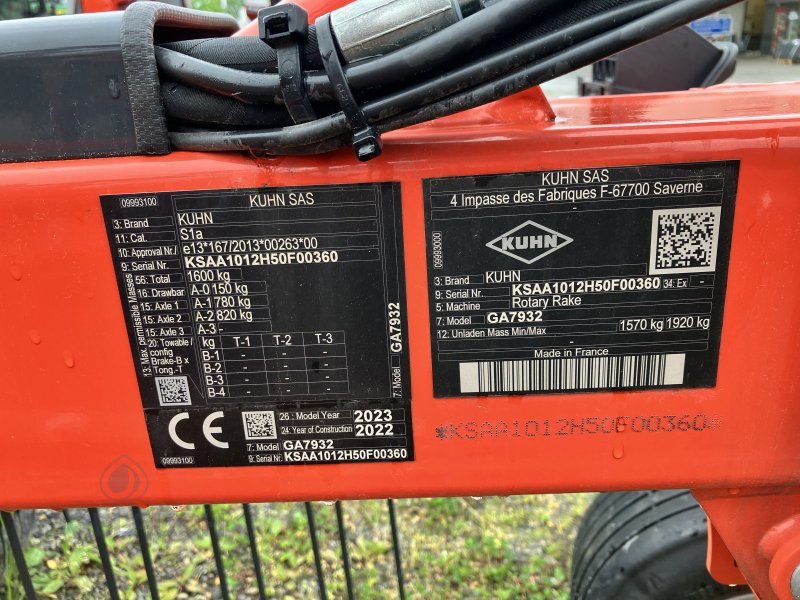 09993100
KUHN SAS
3: Brand KUHN
11: Cat. S1a
10: Approval Nr/ e13*167/2013*00263*00
9: Serial Nr. KSAA1012H50F00360
13: Max. permissible Masses
56: Total 1600 kg
16: Drawbar A-0 150 kg
15: Axle 1 A-1 780 kg
15: Axle 2 A-2 820 kg
15: Axle 3 A-3 -
20: Towable / kg T-1 T-2 T-3
config B-1
Brake-B x B-2
Tong.-T B-3
B-4
7: Model GA7932
CE
26 : Model Year 2023
24: Year of Construction 2022
7: Model GA7932
9: Serial Nr. KSAA1012H50F00360
09993100
KUHN SAS
4 Impasse des Fabriques F-67700 Saverne
09993000
KUHN
3: Brand KUHN
9: Serial Nr. KSAA1012H50F00360 34: Ex -
5: Machine Rotary Rake
7: Model GA7932
12: Unladen Mass Min/Max 1570 kg 1920 kg
Made in France
*KSAA1012H50F00360*